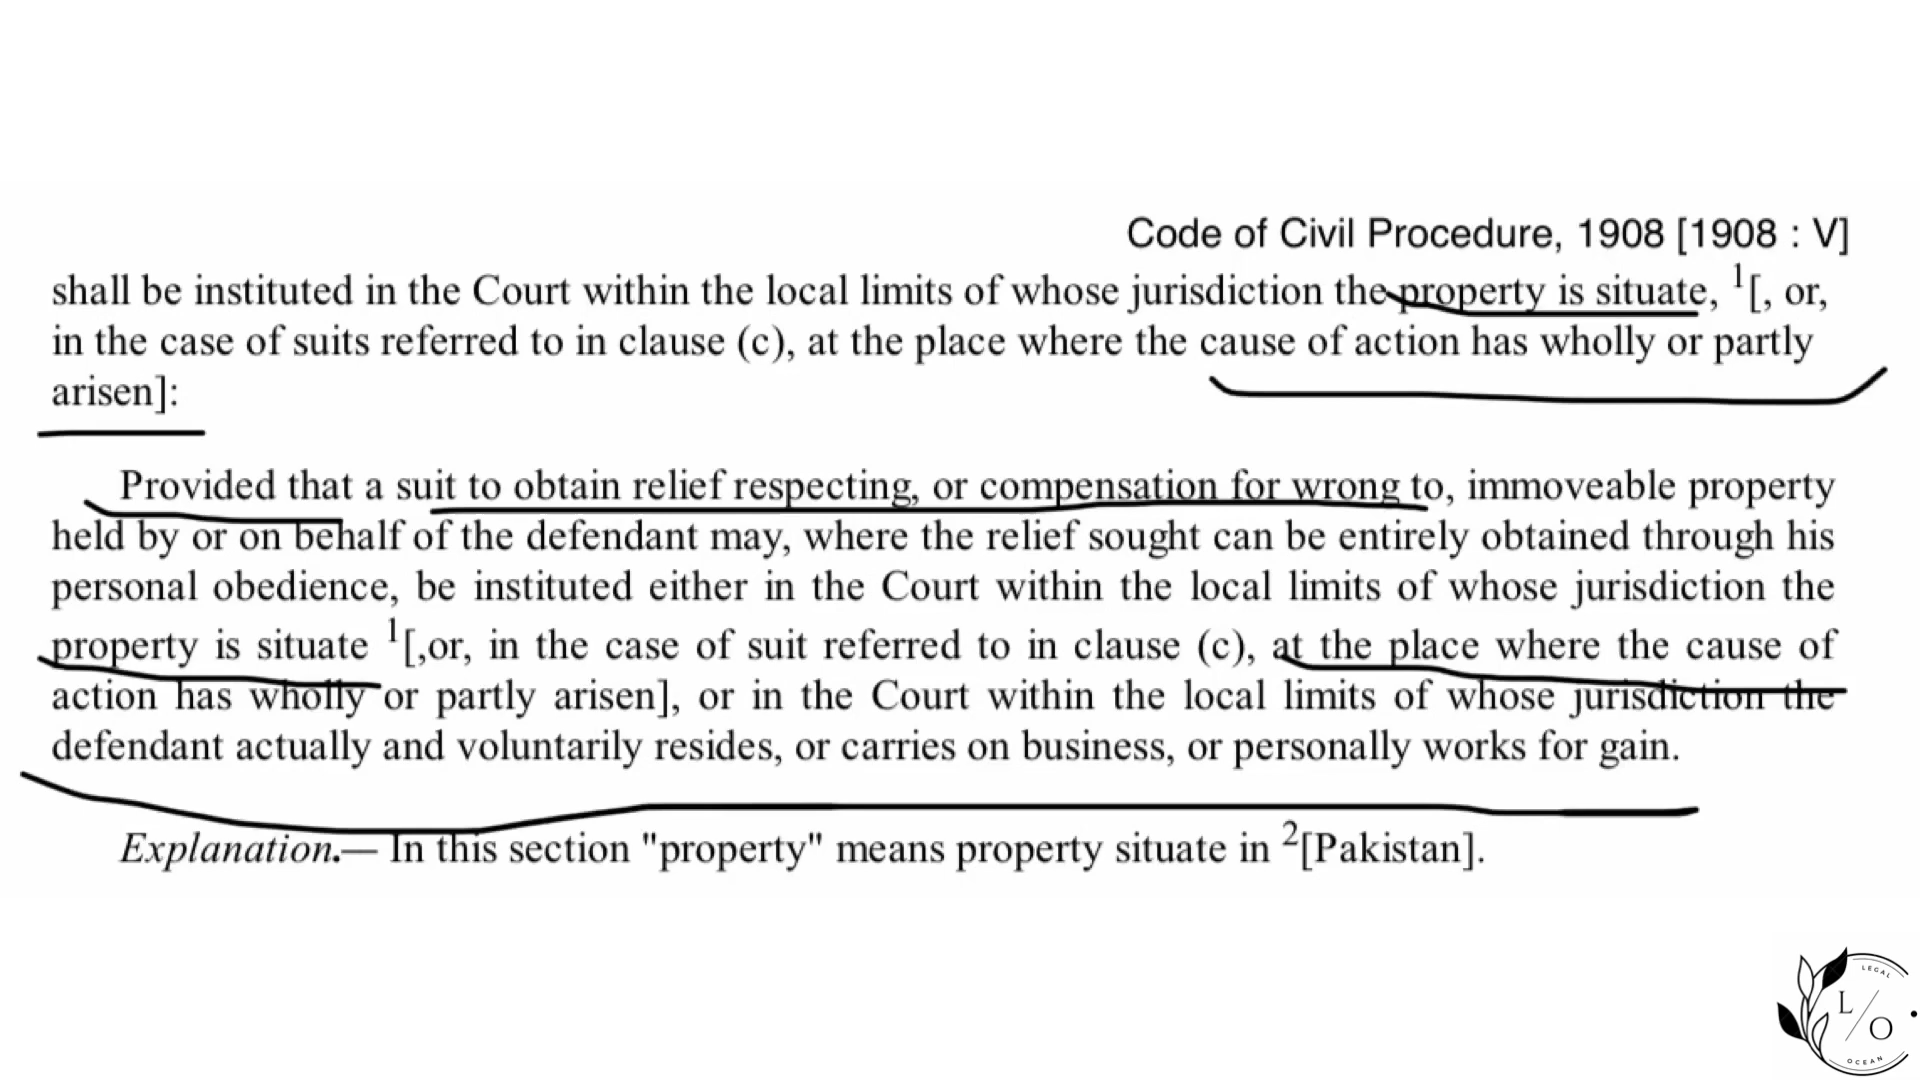 Code of Civil Procedure, 1908 [1908 : V]
shall be instituted in the Court within the local limits of whose jurisdiction the property is situate, 1[, or,
in the case of suits referred to in clause (c), at the place where the cause of action has wholly or partly
arisen]:
Provided that a suit to obtain relief respecting, or compensation for wrong to, immoveable property
held by or on behalf of the defendant may, where the relief sought can be entirely obtained through his
personal obedience, be instituted either in the Court within the local limits of whose jurisdiction the
property is situate 1[,or, in the case of suit referred to in clause (c), at the place where the cause of
action has wholly or partly arisen], or in the Court within the local limits of whose jurisdiction the
defendant actually and voluntarily resides, or carries on business, or personally works for gain.
Explanation.— In this section "property" means property situate in 2[Pakistan].
LEGAL
L/O
OCEAN